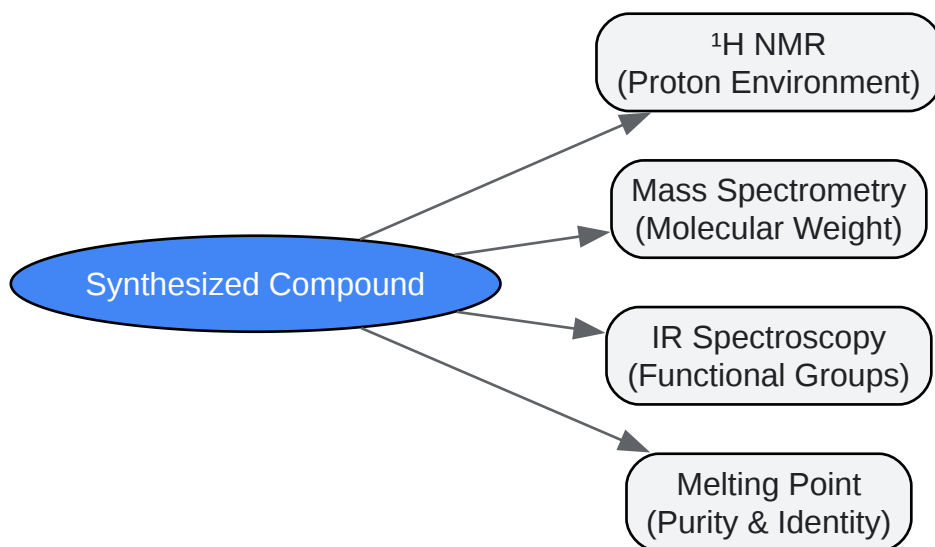 ¹H NMR
(Proton Environment)
Mass Spectrometry
(Molecular Weight)
Synthesized Compound
IR Spectroscopy
(Functional Groups)
Melting Point
(Purity & Identity)